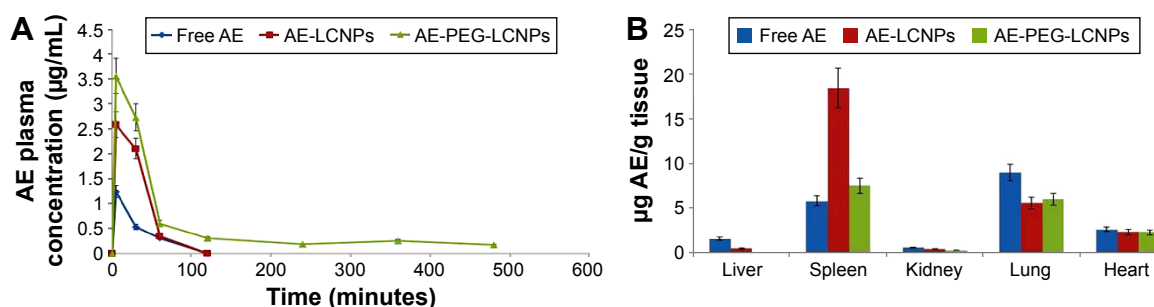 A
Free AE
AE-LCNPs
AE-PEG-LCNPs
AE plasma
concentration (µg/mL)
4.5
4
3.5
3
2.5
2
1.5
1
0.5
0
0 100 200 300 400 500 600
Time (minutes)
B
Free AE
AE-LCNPs
AE-PEG-LCNPs
µg AE/g tissue
25
20
15
10
5
0
Liver Spleen Kidney Lung Heart